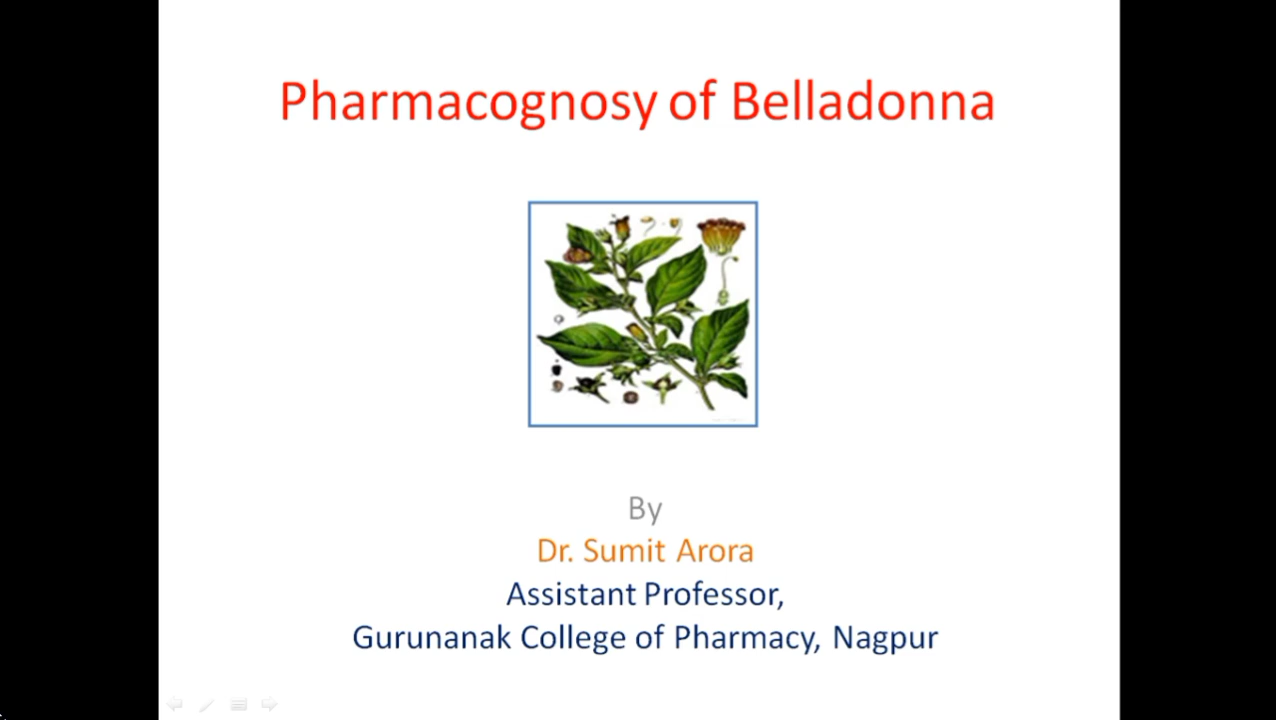 Pharmacognosy of Belladonna
By
Dr. Sumit Arora
Assistant Professor,
Gurunanak College of Pharmacy, Nagpur